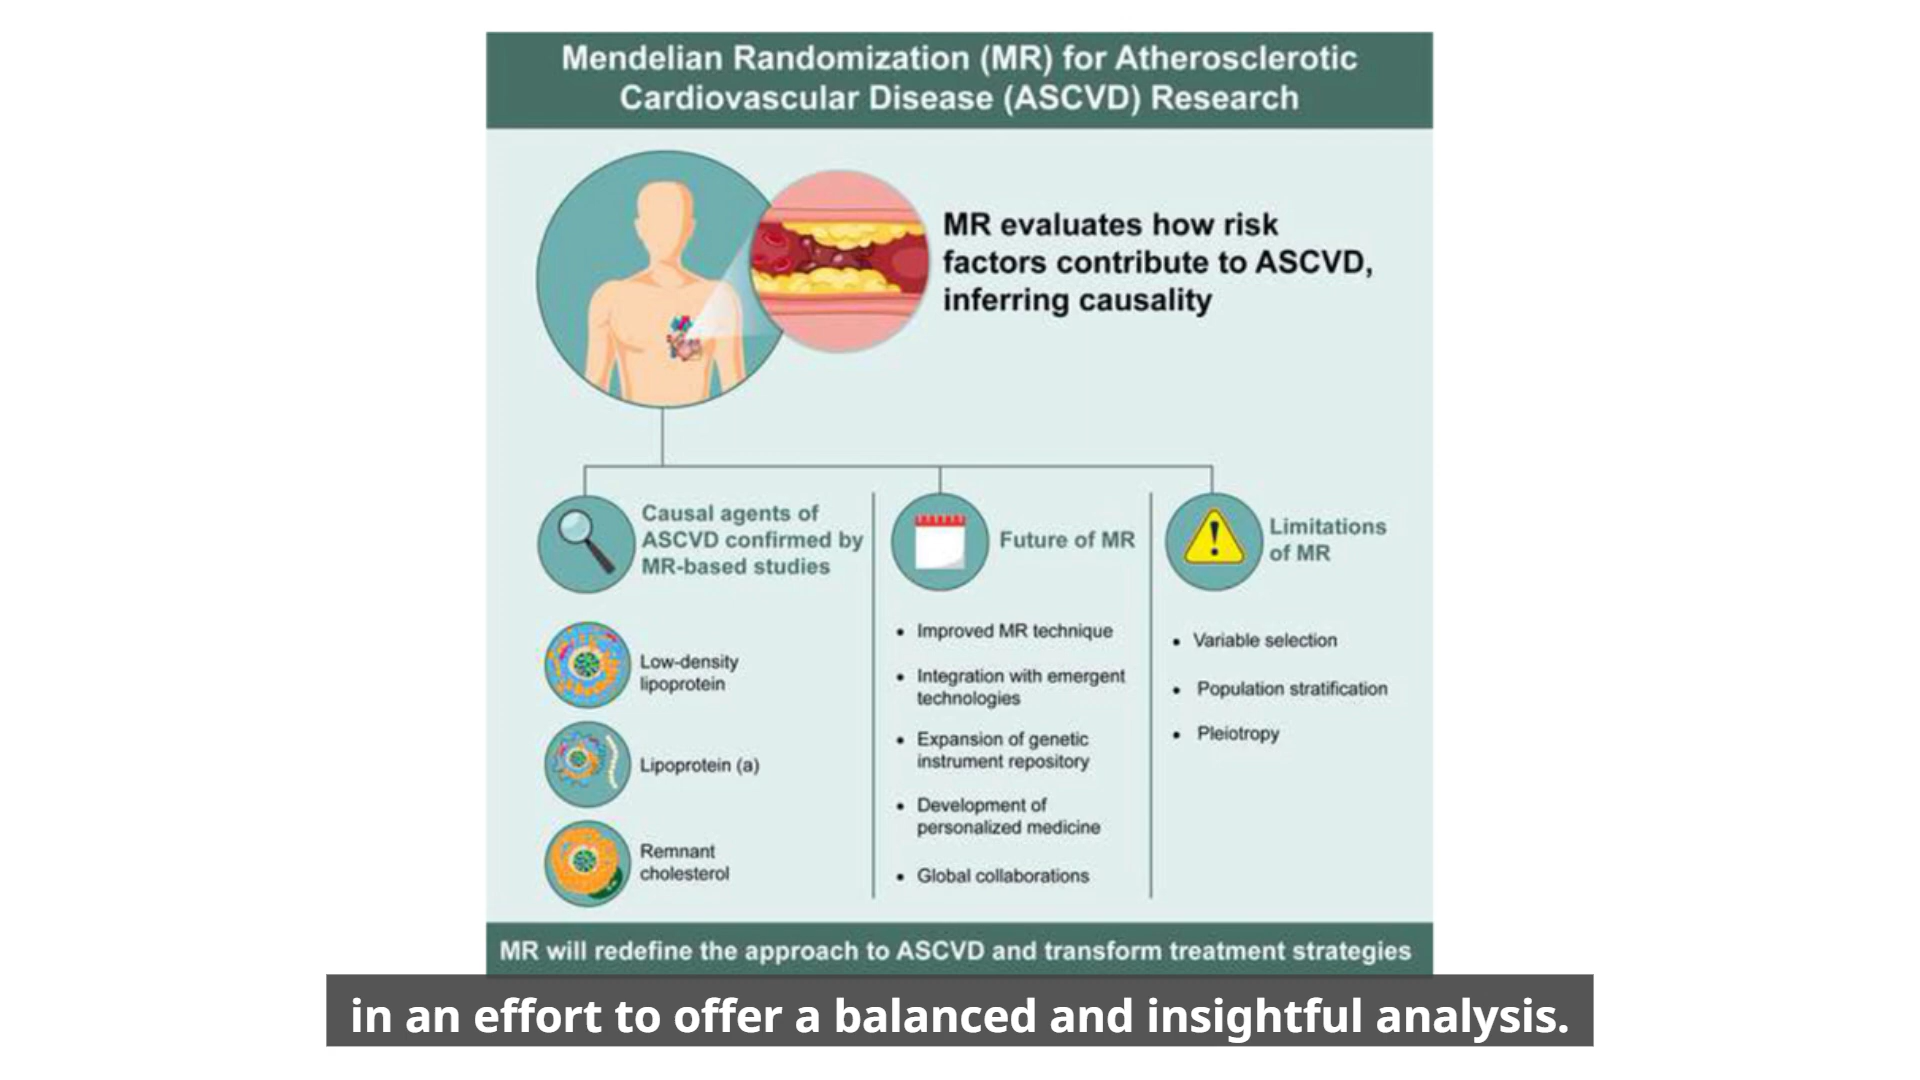 Mendelian Randomization (MR) for Atherosclerotic
Cardiovascular Disease (ASCVD) Research
MR evaluates how risk
factors contribute to ASCVD,
inferring causality
Causal agents of
ASCVD confirmed by
MR-based studies
Low-density
lipoprotein
Lipoprotein (a)
Remnant
cholesterol
Future of MR
• Improved MR technique
• Integration with emergent
technologies
• Expansion of genetic
instrument repository
• Development of
personalized medicine
• Global collaborations
Limitations
of MR
• Variable selection
• Population stratification
• Pleiotropy
MR will redefine the approach to ASCVD and transform treatment strategies
in an effort to offer a balanced and insightful analysis.